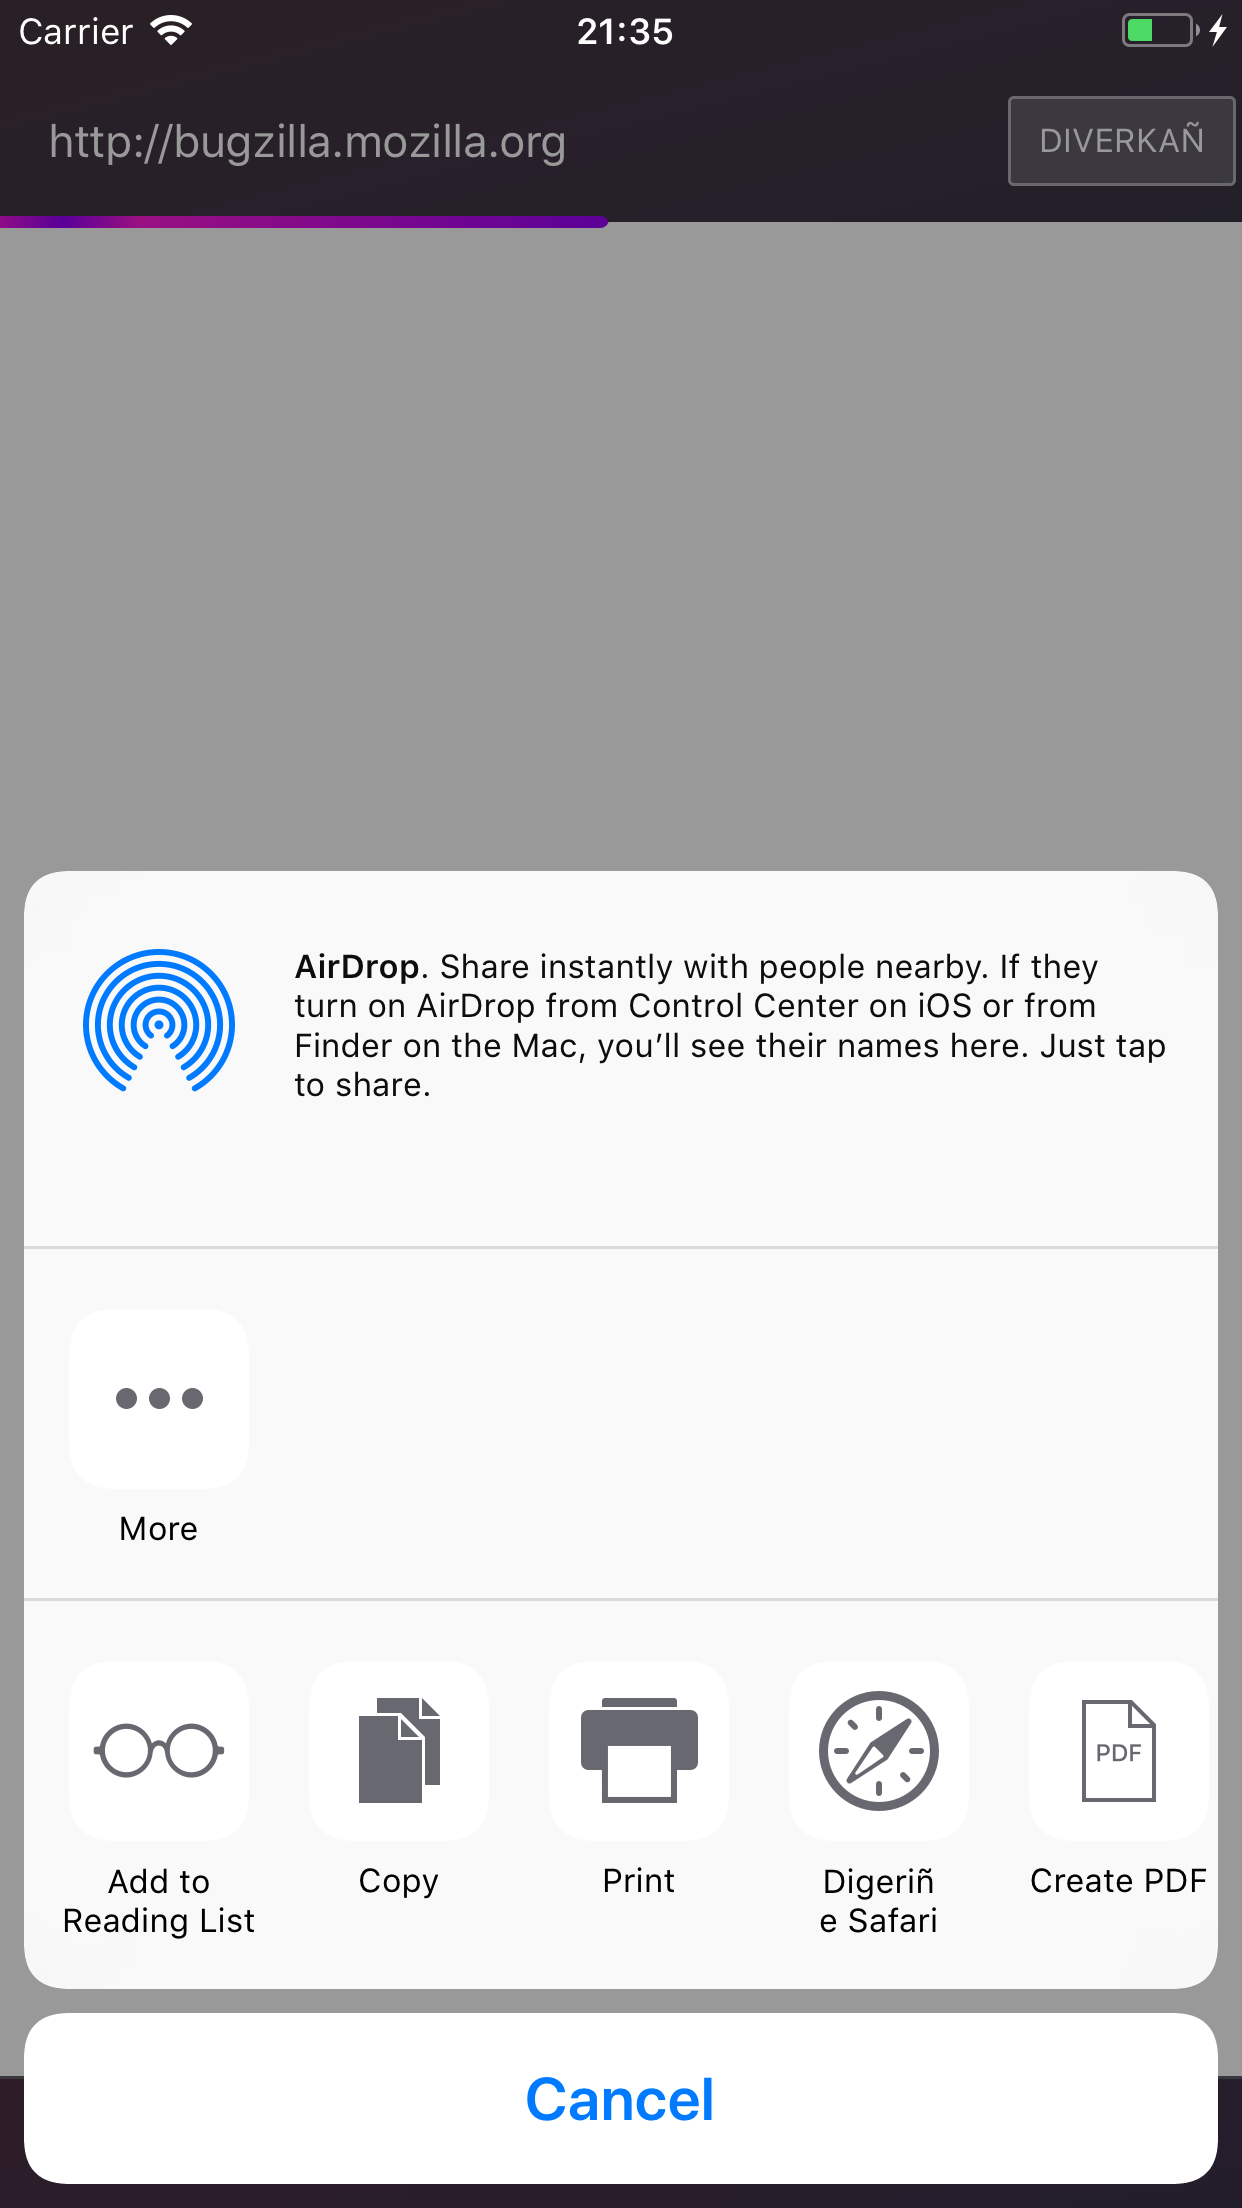 Carrier
21:35
http://bugzilla.mozilla.org
DIVERKAÑ
AirDrop. Share instantly with people nearby. If they
turn on AirDrop from Control Center on iOS or from
Finder on the Mac, you’ll see their names here. Just tap
to share.
More
Add to
Reading List
Copy
Print
Digeriñ
e Safari
PDF
Create PDF
Cancel